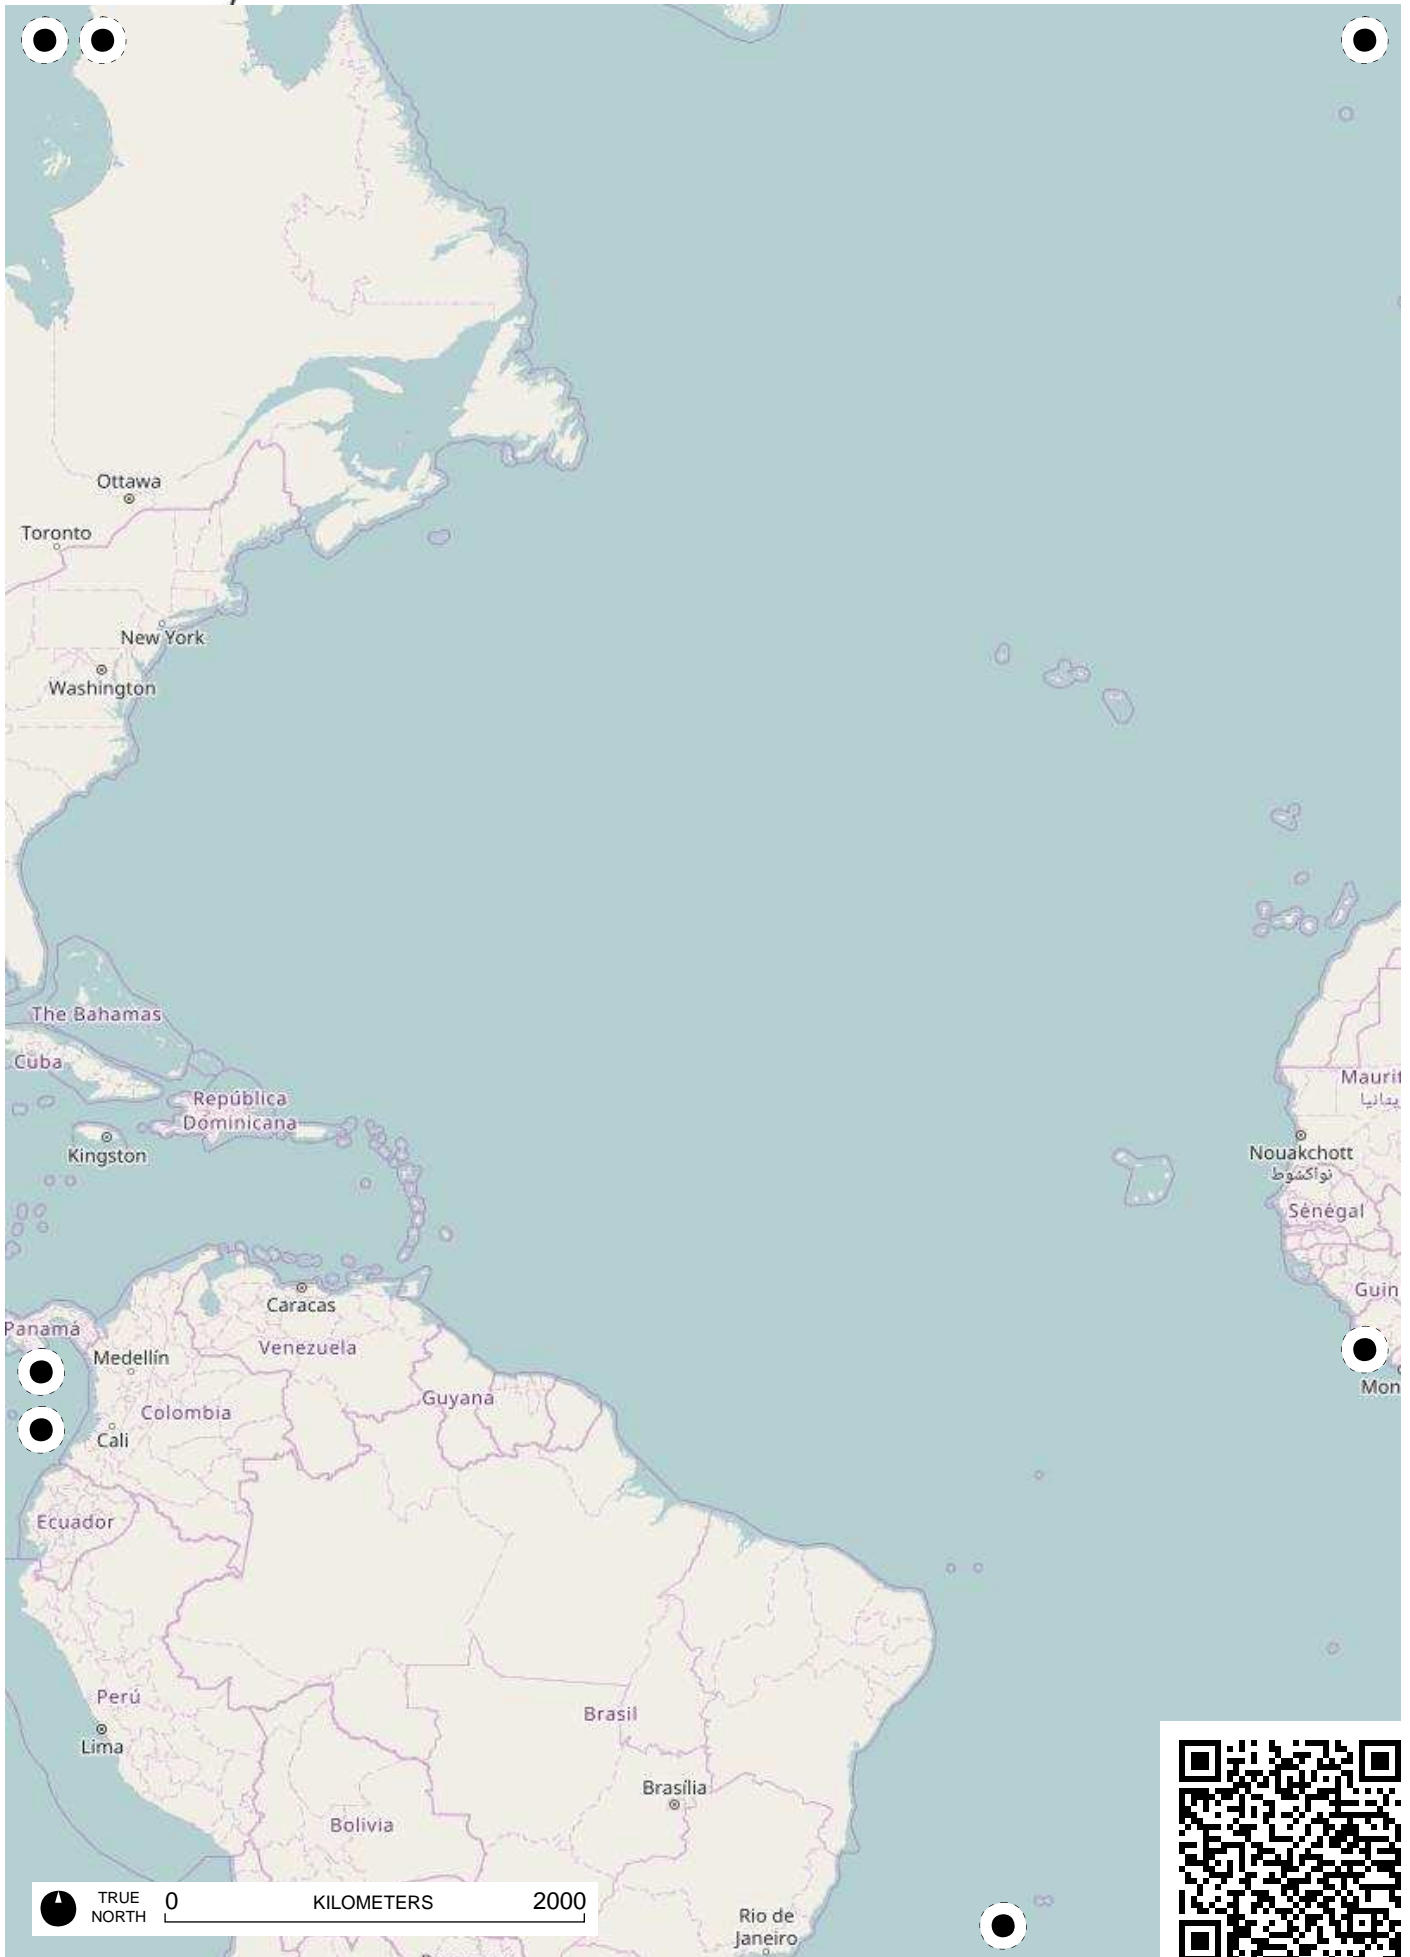 Ottawa
Toronto
New York
Washington
The Bahamas
Cuba
República
Dominicana
Kingston
Mauri
Nouakchott
نواكشوط
Sénégal
Guin
Caracas
Panamá
Venezuela
Medellín
Mon
Guyana
Colombia
Cali
Ecuador
Perú
Brasil
Lima
Brasília
Bolivia
TRUE
NORTH
0 KILOMETERS 2000
Rio de
Janeiro